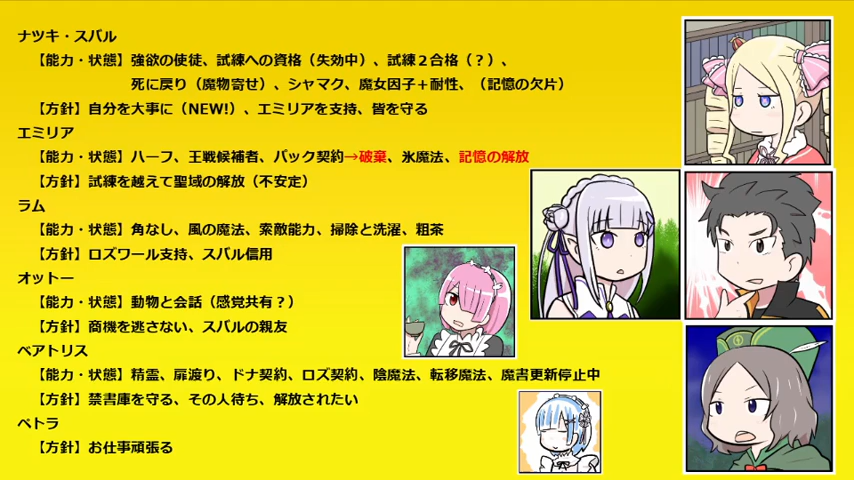 ナツキ・スバル
【能力・状態】強欲の使徒、試練への資格（失効中）、試練２合格（？）、
死に戻り（魔物寄せ）、シャマク、魔女因子＋耐性、（記憶の欠片）
【方針】自分を大事に（NEW!）、エミリアを支持、皆を守る
エミリア
【能力・状態】ハーフ、王戦候補者、パック契約→破棄、氷魔法、記憶の解放
【方針】試練を越えて聖域の解放（不安定）
ラム
【能力・状態】角なし、風の魔法、索敵能力、掃除と洗濯、粗茶
【方針】ロズワール支持、スバル信用
オットー
【能力・状態】動物と会話（感覚共有？）
【方針】商機を逃さない、スバルの親友
ベアトリス
【能力・状態】精霊、扉渡り、ドナ契約、ロズ契約、陰魔法、転移魔法、魔書更新停止中
【方針】禁書庫を守る、その人待ち、解放されたい
ペトラ
【方針】お仕事頑張る